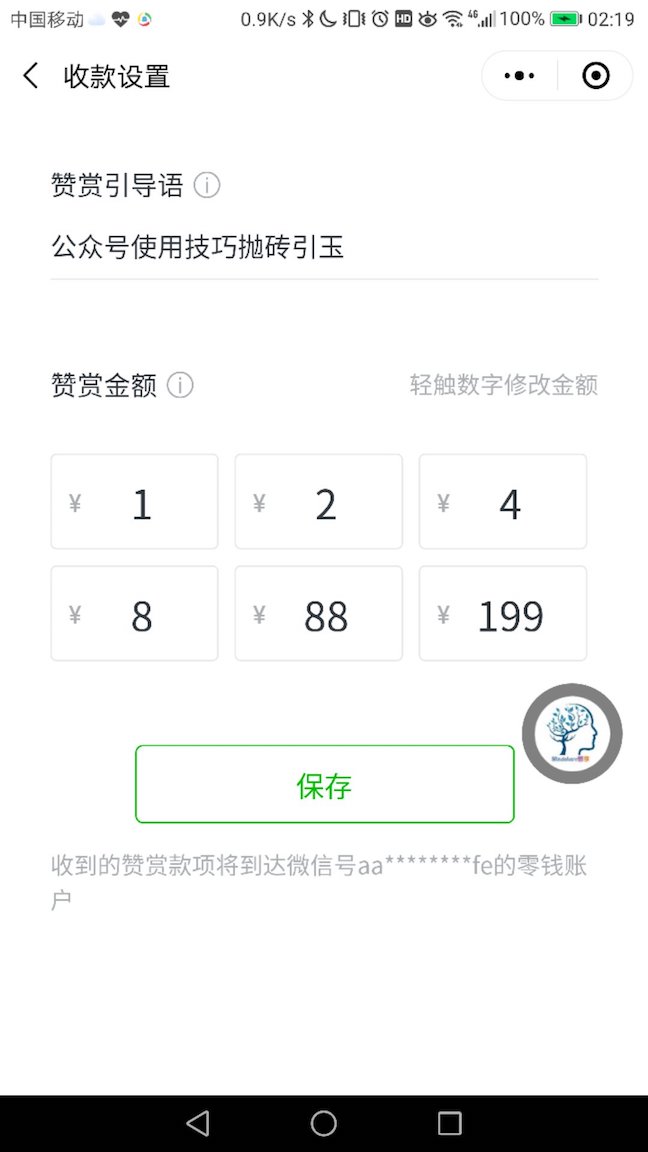 中国移动 0.9K/s HD 4G 100% 02:19
收款设置
赞赏引导语
公众号使用技巧抛砖引玉
赞赏金额 轻触数字修改金额
¥ 1 ¥ 2 ¥ 4
¥ 8 ¥ 88 ¥ 199
保存
收到的赞赏款项将到达微信号aa********fe的零钱账
户